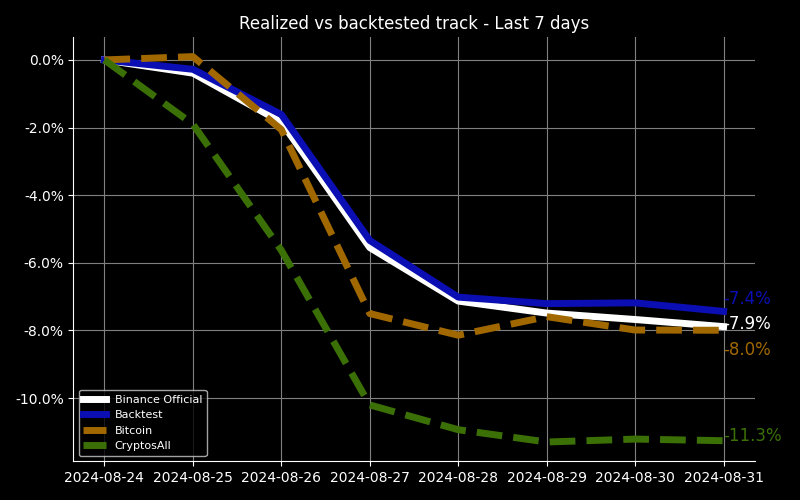 Realized vs backtested track - Last 7 days
0.0%
-2.0%
-4.0%
-6.0%
-8.0%
-10.0%
-7.4%
-7.9%
-8.0%
-11.3%
Binance Official
Backtest
Bitcoin
CryptosAll
2024-08-24 2024-08-25 2024-08-26 2024-08-27 2024-08-28 2024-08-29 2024-08-30 2024-08-31